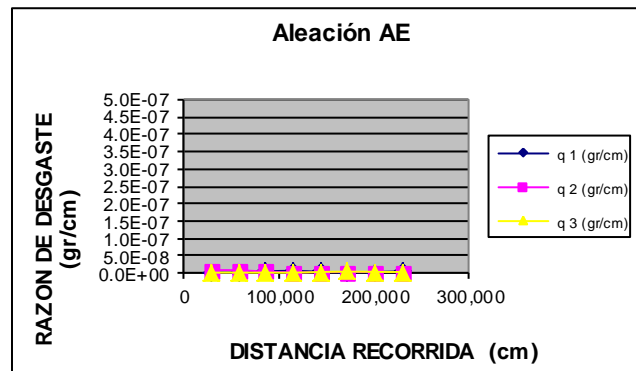 Aleación AE
RAZON DE DESGASTE
(gr/cm)
5.0E-07
4.5E-07
4.0E-07
3.5E-07
3.0E-07
2.5E-07
2.0E-07
1.5E-07
1.0E-07
5.0E-08
0.0E+00
0
100,000
200,000
300,000
DISTANCIA RECORRIDA (cm)
q 1 (gr/cm)
q 2 (gr/cm)
q 3 (gr/cm)